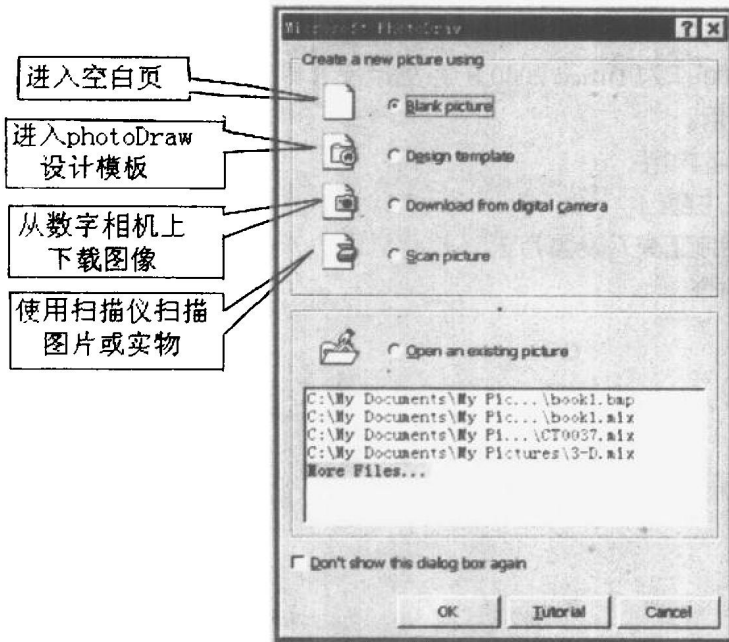 Microsoft PhotoDraw
Create a new picture using
进入空白页
Blank picture
进入photoDraw
设计模板
Design template
从数字相机上
下载图像
Download from digital camera
使用扫描仪扫描
图片或实物
Scan picture
Open an existing picture
C:\My Documents\My Pic...\book1.bmp
C:\My Documents\My Pic...\book1.mix
C:\My Documents\My Pi...\CT0037.mix
C:\My Documents\My Pictures\3-D.mix
More Files...
Don't show this dialog box again
OK Tutorial Cancel